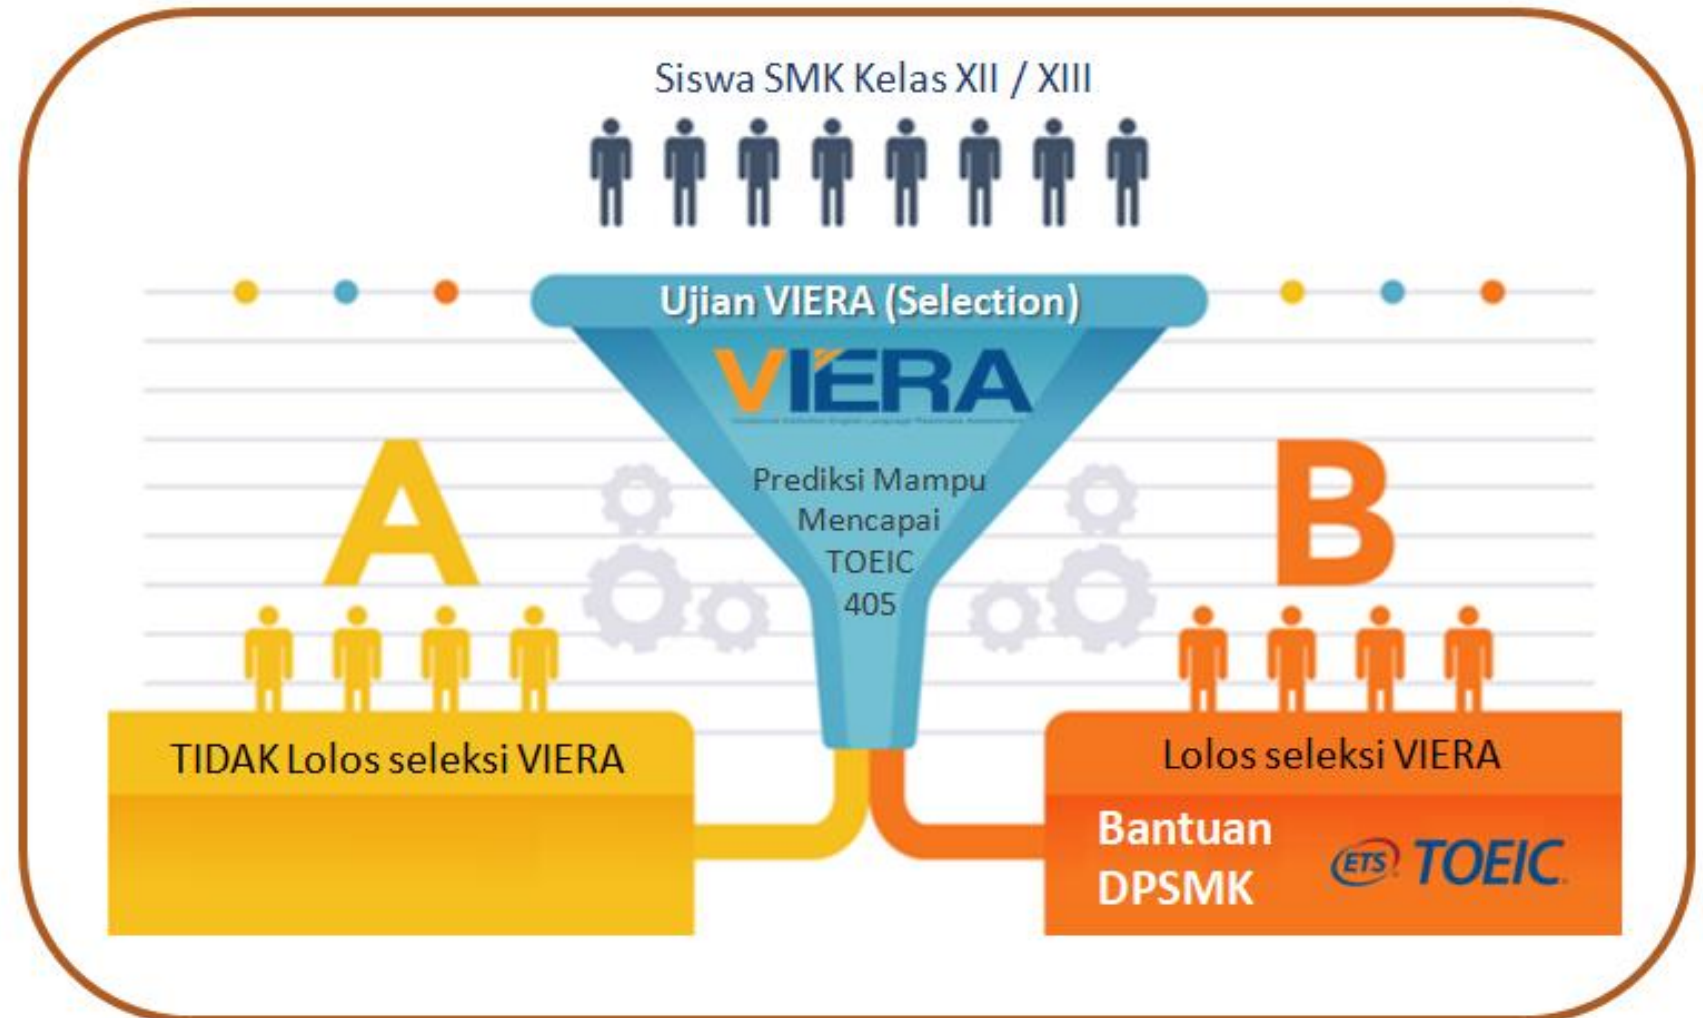 Siswa SMK Kelas XII / XIII
Ujian VIERA (Selection)
VIERA
Prediksi Mampu
Mencapai
TOEIC
405
A
B
TIDAK Lolos seleksi VIERA
Lolos seleksi VIERA
Bantuan
DPSMK
ETS TOEIC